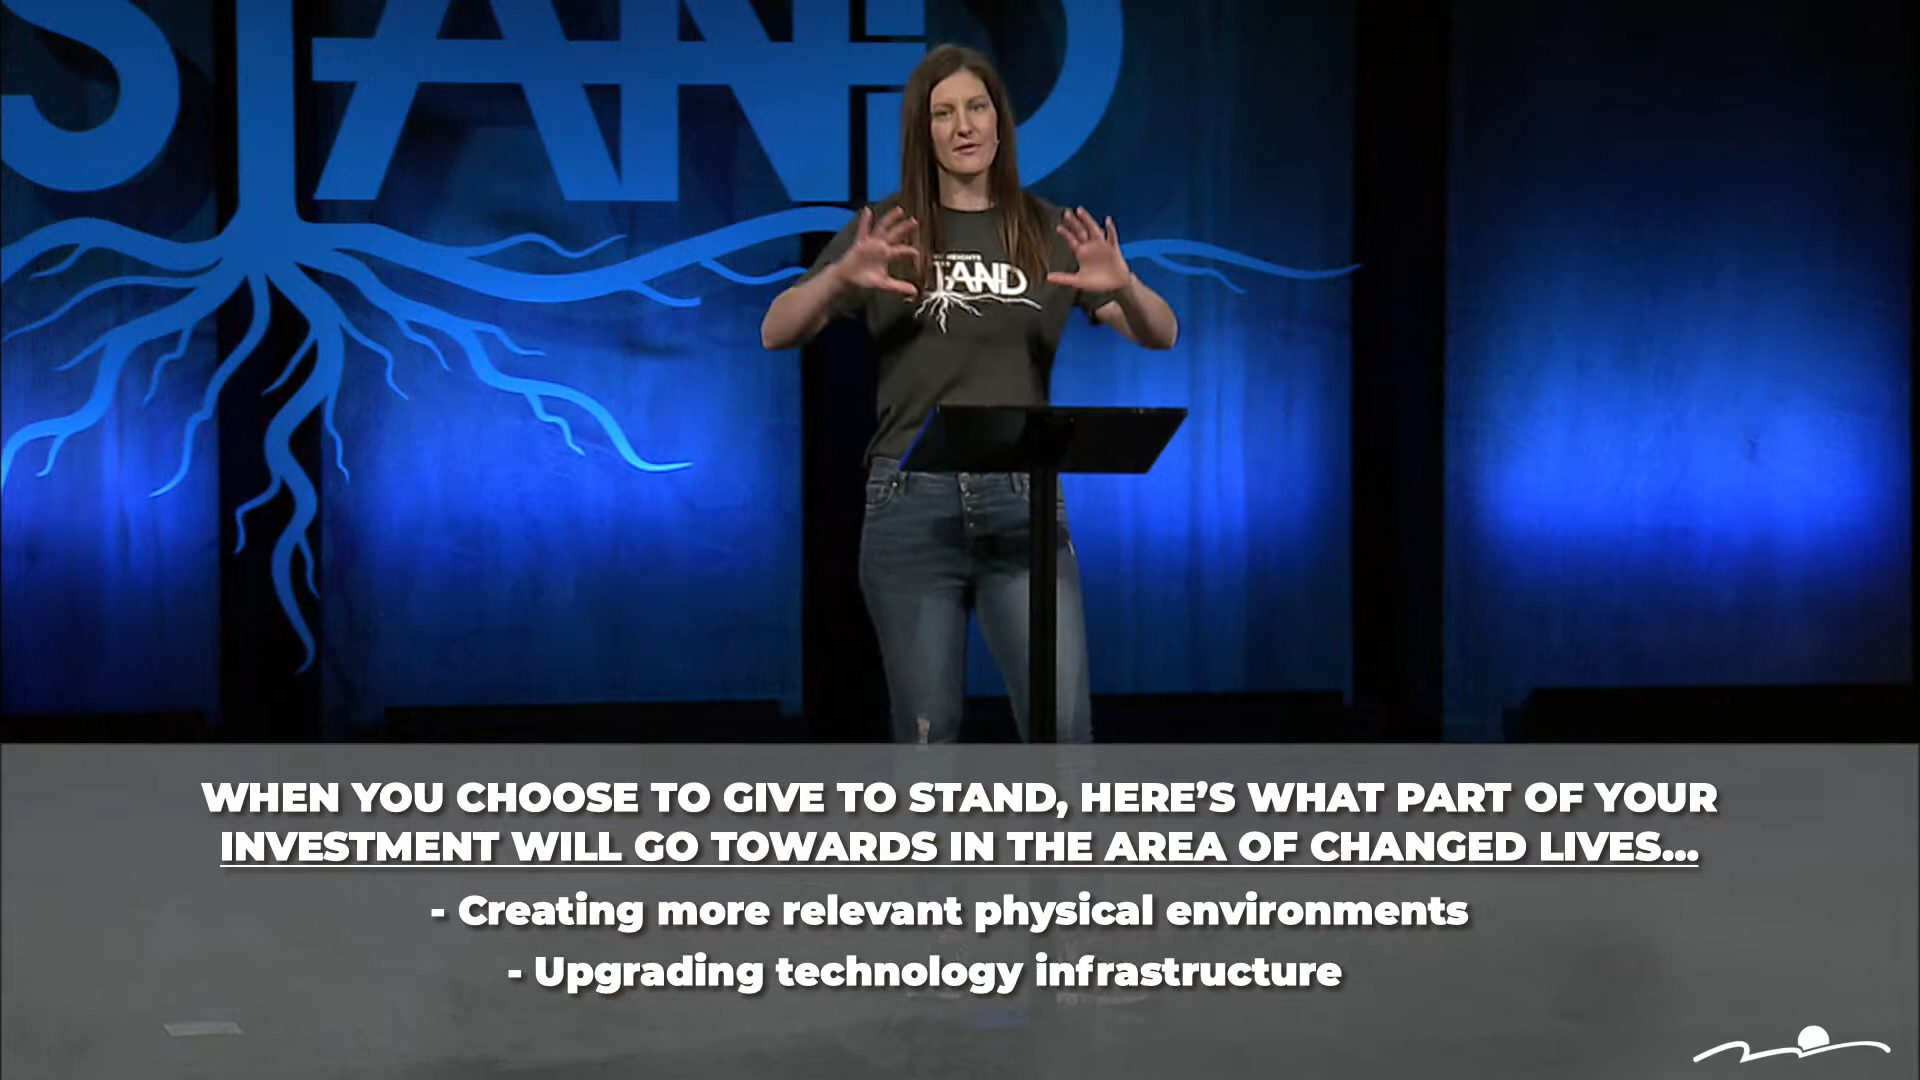 STAND
HEIGHTS
STAND
WHEN YOU CHOOSE TO GIVE TO STAND, HERE'S WHAT PART OF YOUR
INVESTMENT WILL GO TOWARDS IN THE AREA OF CHANGED LIVES...
- Creating more relevant physical environments
- Upgrading technology infrastructure